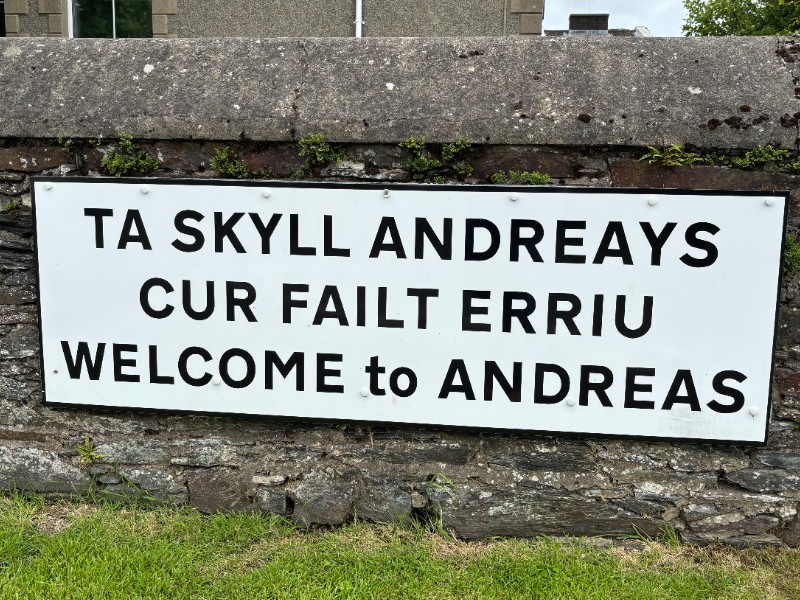 TA SKYLL ANDREAYS
CUR FAILT ERRIU
WELCOME to ANDREAS